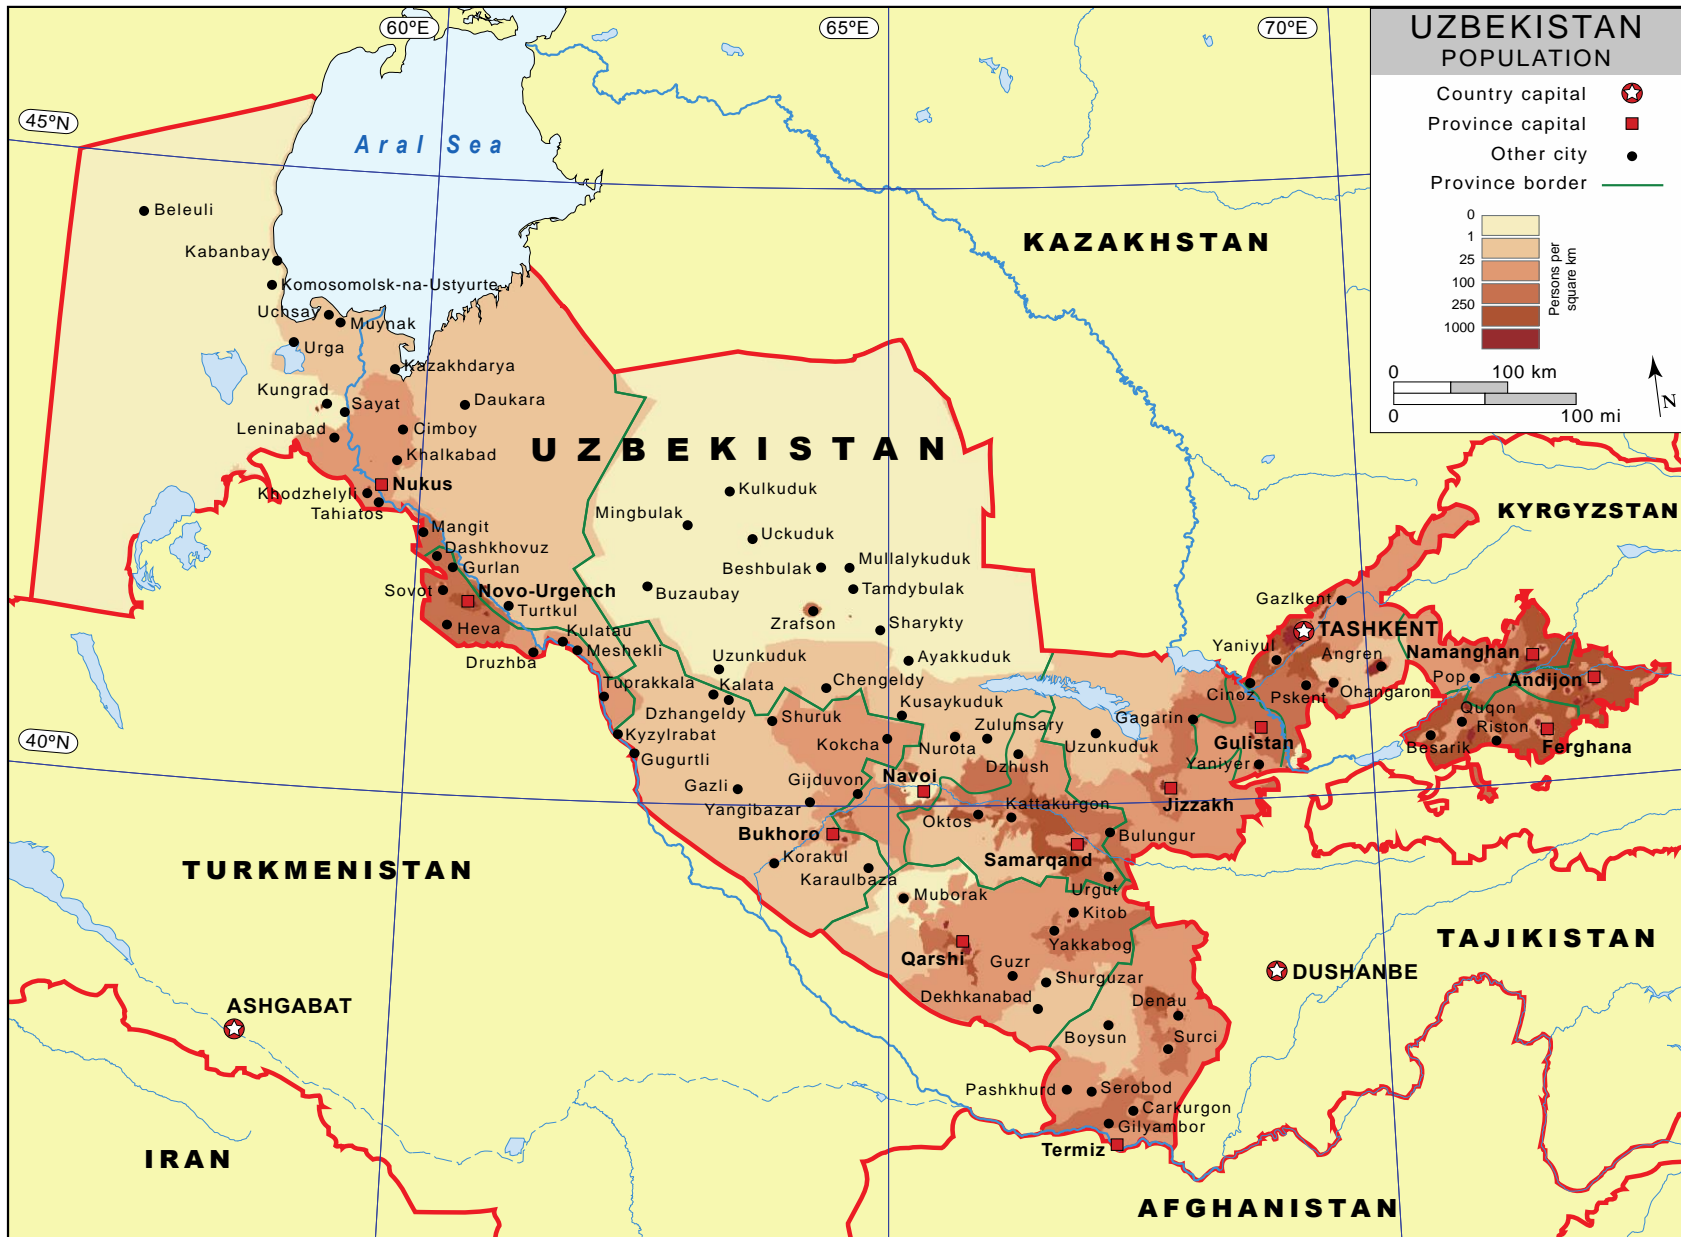 60ºE
65ºE
70ºE
UZBEKISTAN
POPULATION
Country capital
Province capital
Other city
Province border
0
1
25
100
250
1000
Persons per
square km
0
100 km
0
100 mi
N
45ºN
Aral Sea
Beleuli
KAZAKHSTAN
Kabanbay
Komosomolsk-na-Ustyurte
Uchsay
Muynak
Urga
Kazakhdarya
Kungrad
Sayat
Daukara
Leninabad
Cimboy
UZBEKISTAN
Khalkabad
Nukus
Khodzhelyli
Tahiatos
Kulkuduk
KYRGYZSTAN
Mingbulak
Mangit
Uckuduk
Dashkhovuz
Gurlan
Mullalykuduk
Beshbulak
Sovot
Novo-Urgench
Buzaubay
Tamdybulak
Gazlkent
Turtkul
Zrafson
Sharykty
Heva
Kulatau
TASHKENT
Meshekli
Yaniyul
Angren
Namanghan
Druzhba
Uzunkuduk
Ayakkuduk
Tuprakkala
Kalata
Chengeldy
Pop
Andijon
Cinoz
Pskent
Ohangaron
Kusaykuduk
Dzhangeldy
Shuruk
Zulumsary
Gagarin
Quqon
Riston
Kyzylrabat
Kokcha
Nurota
Uzunkuduk
Gulistan
Besarik
Ferghana
40ºN
Gugurtli
Dzhush
Yaniyer
Gazli
Gijduvon
Navoi
Yangibazar
Kattakurgon
Jizzakh
Bukhoro
Oktos
Bulungur
Korakul
Samarqand
TURKMENISTAN
Karaulbaza
Urgut
Muborak
Kitob
Yakkabog
TAJIKISTAN
Qarshi
Guzr
Shurguzar
DUSHANBE
Dekhkanabad
Denau
ASHGABAT
Boysun
Surci
Pashkhurd
Serobod
Carkurgon
Gilyambor
Termiz
IRAN
AFGHANISTAN